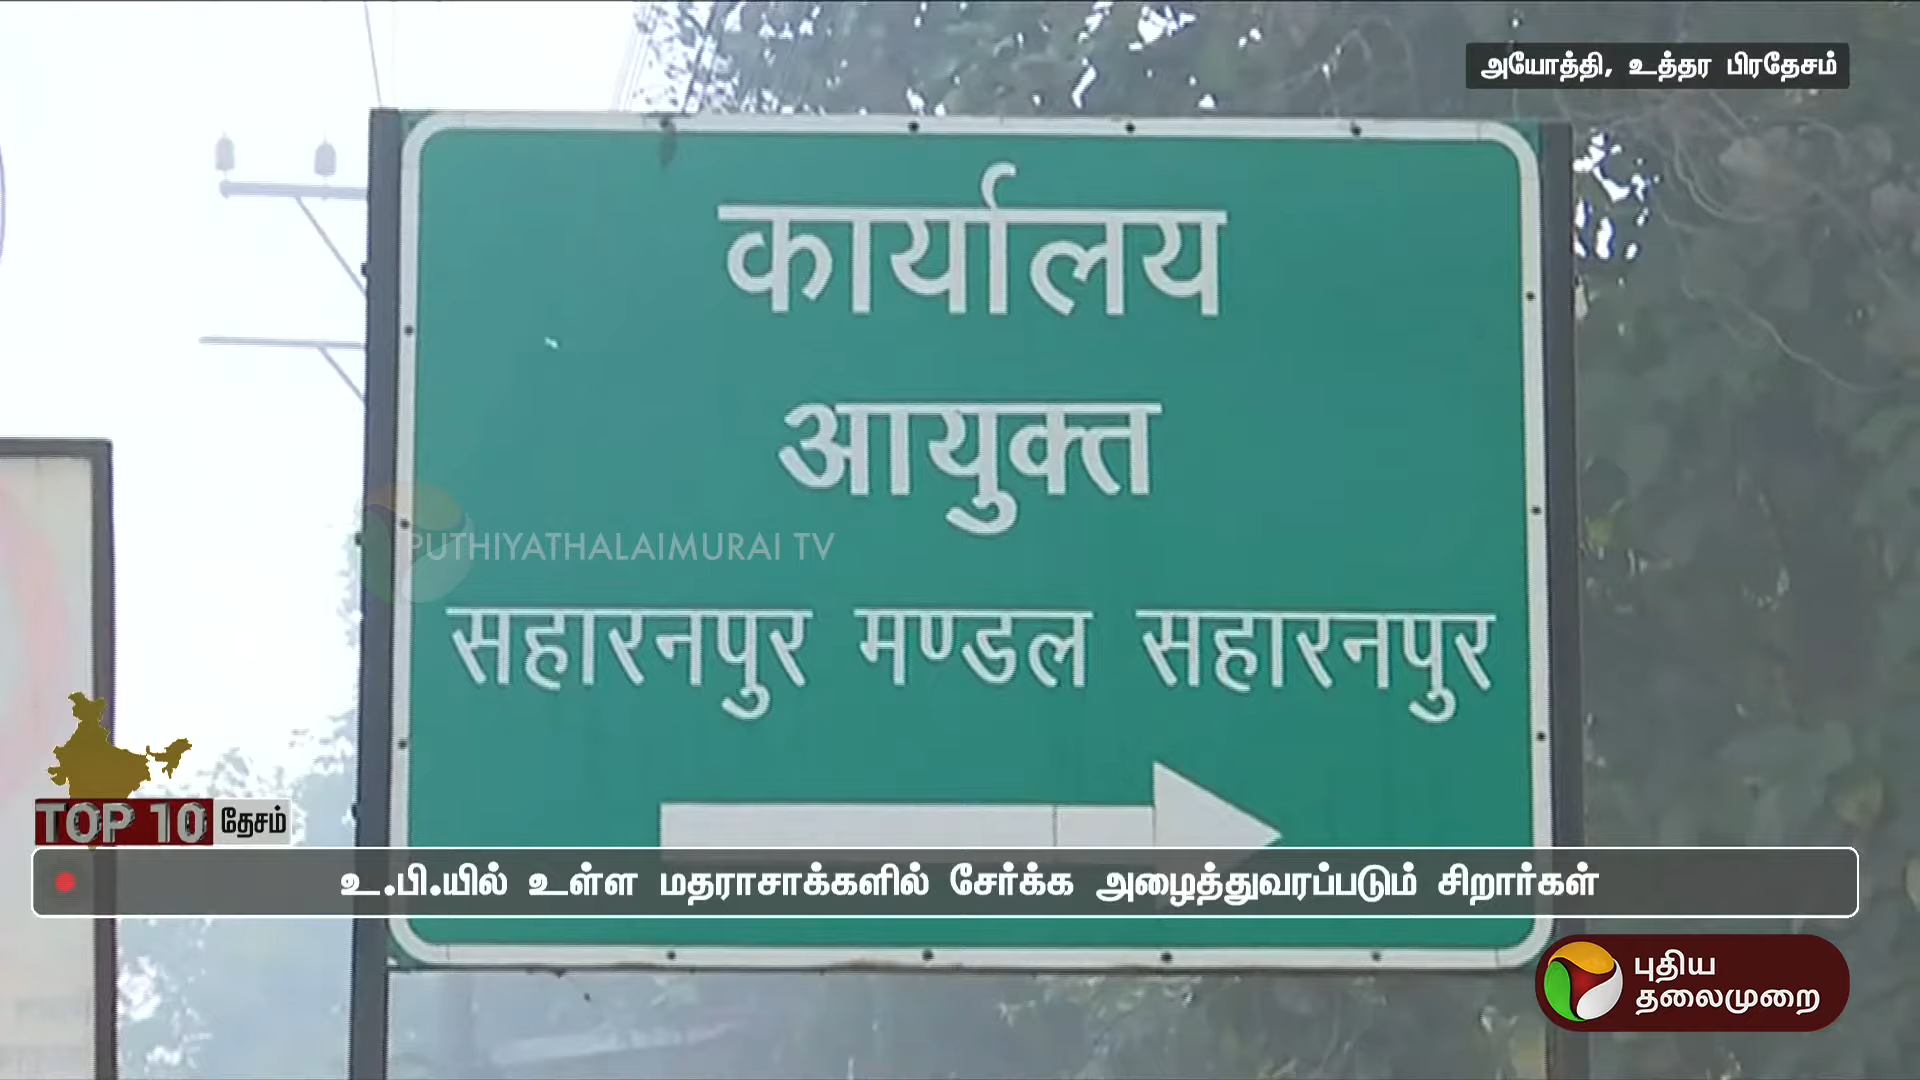 அயோத்தி, உத்தர பிரதேசம்
कार्यालय
आयुक्त
PUTHIYATHALAIMURAI TV
सहारनपुर मण्डल सहारनपुर
TOP 10 தேசம்
உ.பி.யில் உள்ள மதராசாக்களில் சேர்க்க அழைத்துவரப்படும் சிறார்கள்
புதிய
தலைமுறை